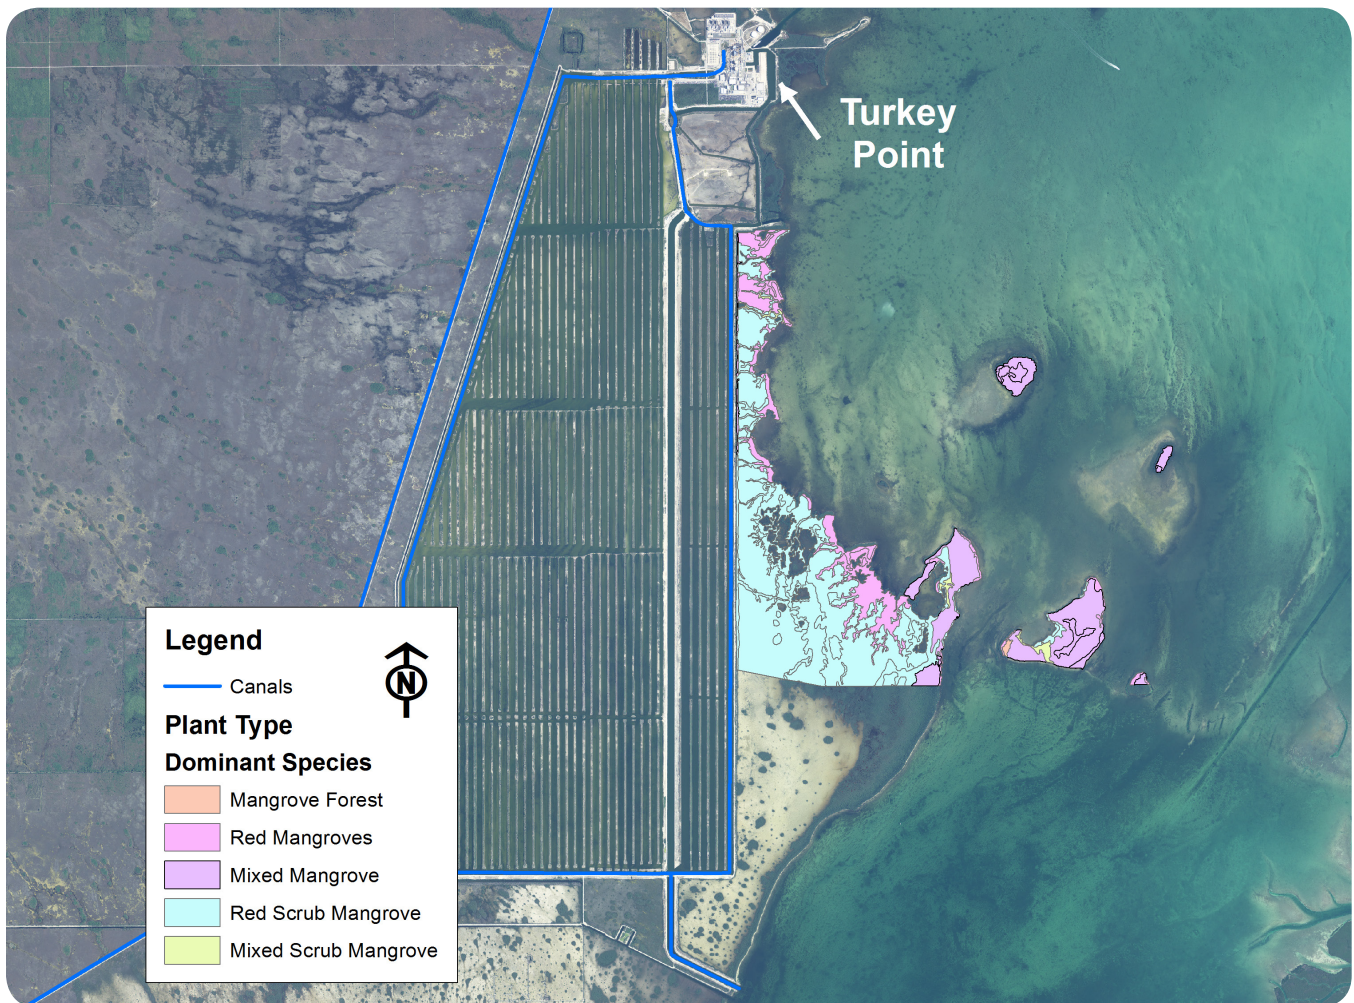 Turkey
Point
Legend
N
Canals
Plant Type
Dominant Species
Mangrove Forest
Red Mangroves
Mixed Mangrove
Red Scrub Mangrove
Mixed Scrub Mangrove